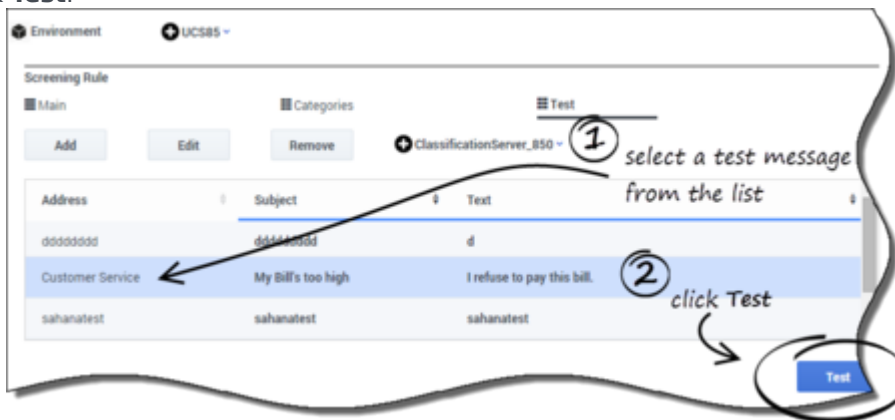 Test.
Environment UCS85
Screening Rule
Main Categories Test
Add Edit Remove ClassificationServer_850 1
select a test message
from the list
Address Subject Text
dddddddd ddddddddd d
Customer Service My Bill's too high I refuse to pay this bill. 2
click Test
sahanatest sahanatest sahanatest
Test